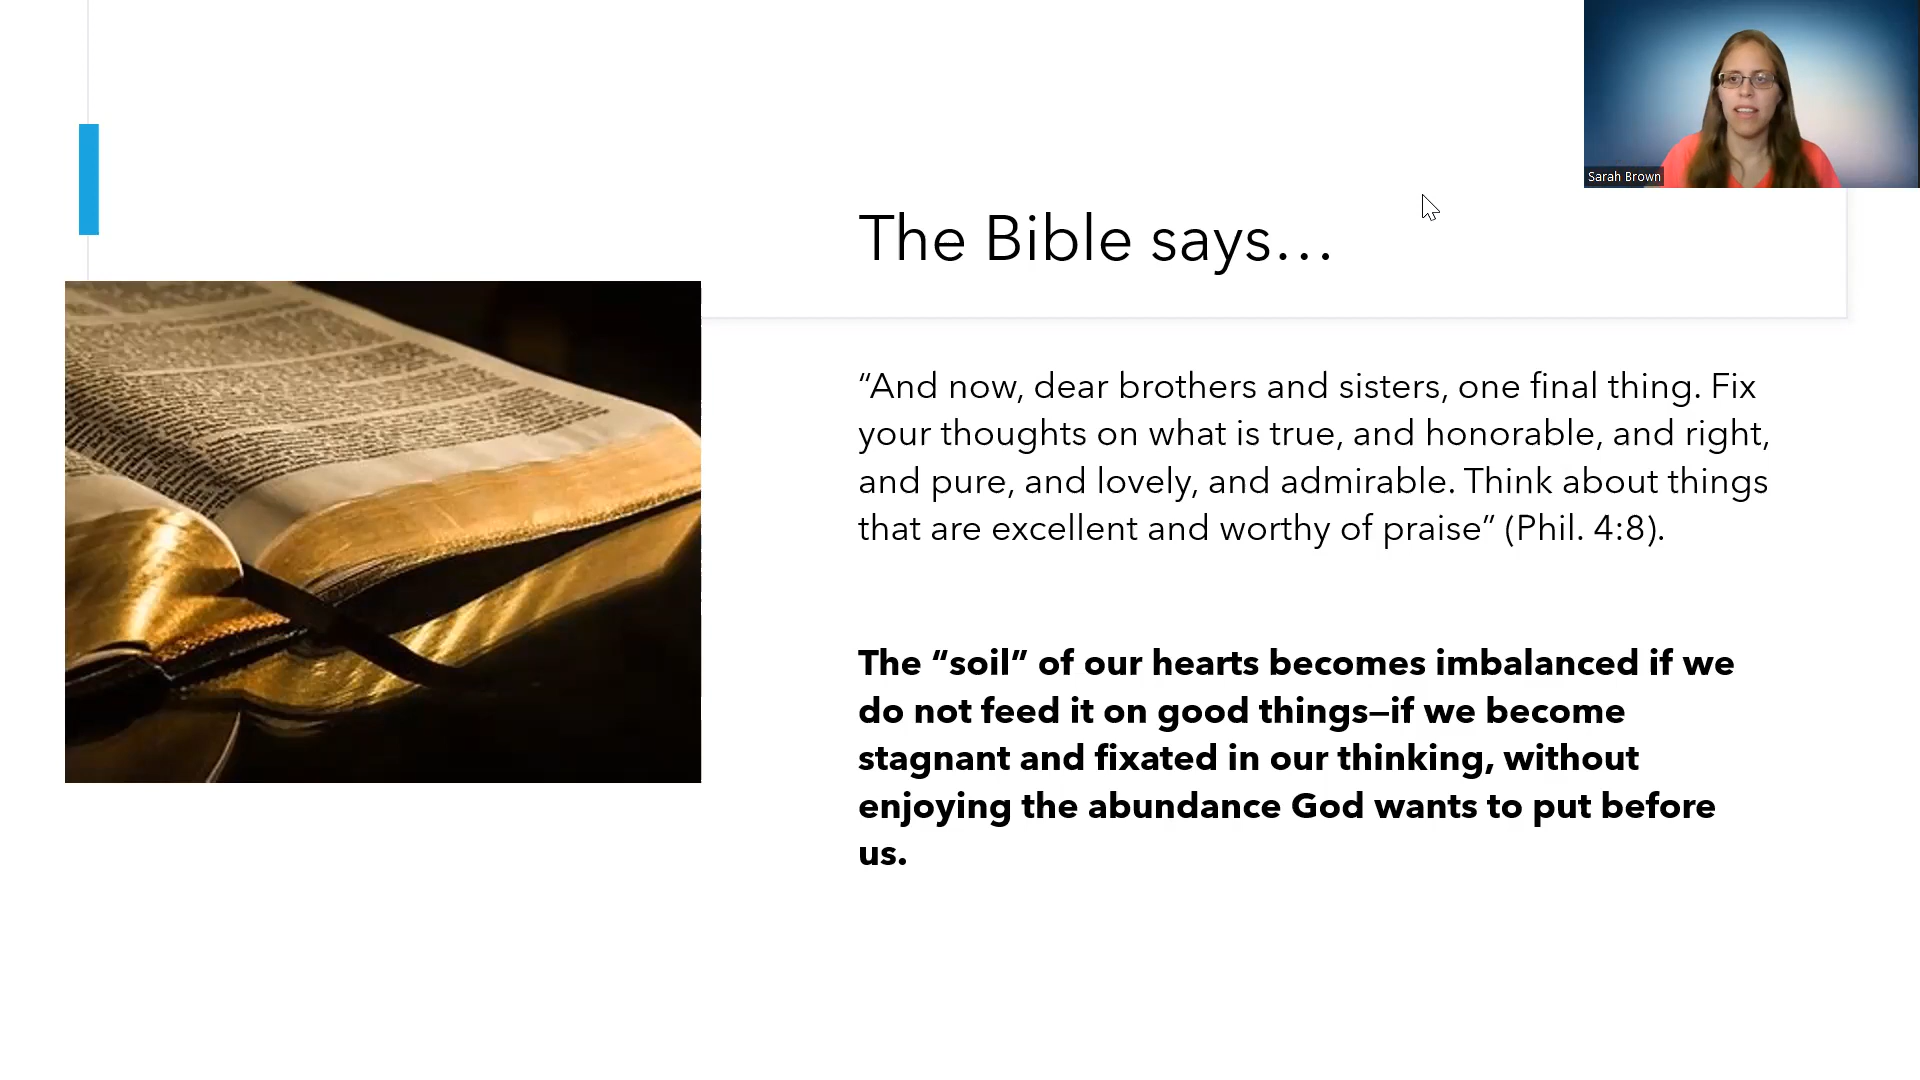 Sarah Brown
The Bible says…
“And now, dear brothers and sisters, one final thing. Fix
your thoughts on what is true, and honorable, and right,
and pure, and lovely, and admirable. Think about things
that are excellent and worthy of praise” (Phil. 4:8).
The “soil” of our hearts becomes imbalanced if we
do not feed it on good things—if we become
stagnant and fixated in our thinking, without
enjoying the abundance God wants to put before
us.